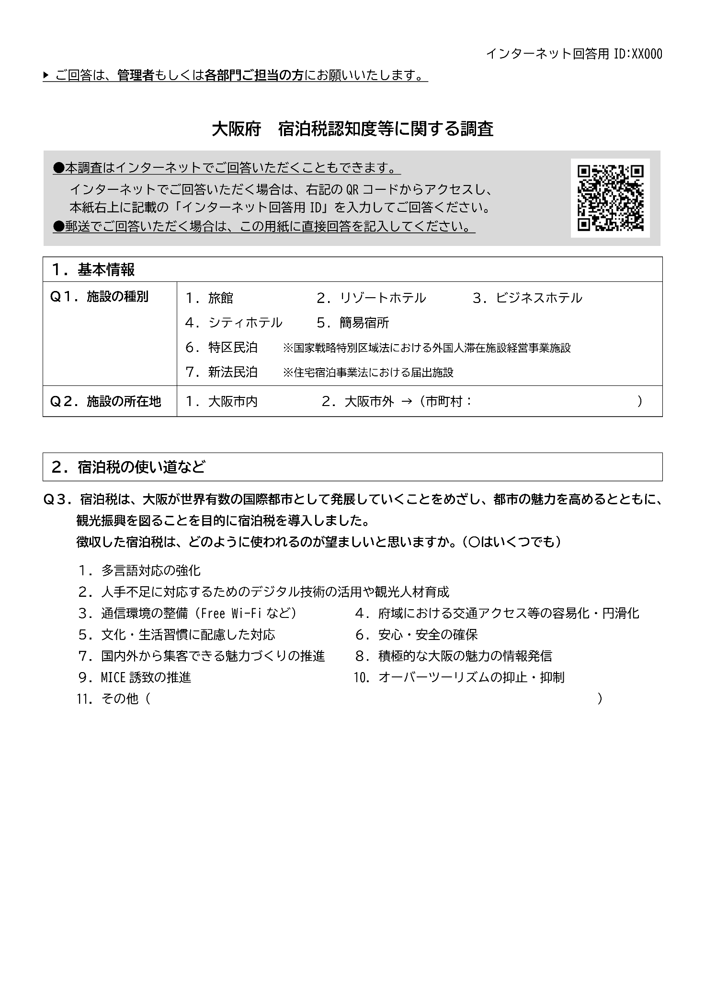 インターネット回答用 ID:XX000
▶ ご回答は、管理者もしくは各部門ご担当の方にお願いいたします。
大阪府　宿泊税認知度等に関する調査
●本調査はインターネットでご回答いただくこともできます。
インターネットでご回答いただく場合は、右記の QR コードからアクセスし、
本紙右上に記載の「インターネット回答用 ID」を入力してご回答ください。
●郵送でご回答いただく場合は、この用紙に直接回答を記入してください。
１．基本情報
Ｑ１．施設の種別
１．旅館　２．リゾートホテル　３．ビジネスホテル
４．シティホテル　５．簡易宿所
６．特区民泊　※国家戦略特別区域法における外国人滞在施設経営事業施設
７．新法民泊　※住宅宿泊事業法における届出施設
Ｑ２．施設の所在地　１．大阪市内　２．大阪市外 →（市町村：　　　）
２．宿泊税の使い道など
Ｑ３．宿泊税は、大阪が世界有数の国際都市として発展していくことをめざし、都市の魅力を高めるとともに、
観光振興を図ることを目的に宿泊税を導入しました。
徴収した宿泊税は、どのように使われるのが望ましいと思いますか。（〇はいくつでも）
１．多言語対応の強化
２．人手不足に対応するためのデジタル技術の活用や観光人材育成
３．通信環境の整備（Free Wi-Fi など）　４．府域における交通アクセス等の容易化・円滑化
５．文化・生活習慣に配慮した対応　６．安心・安全の確保
７．国内外から集客できる魅力づくりの推進　８．積極的な大阪の魅力の情報発信
９．MICE 誘致の推進　10．オーバーツーリズムの抑止・抑制
11．その他（　　　）